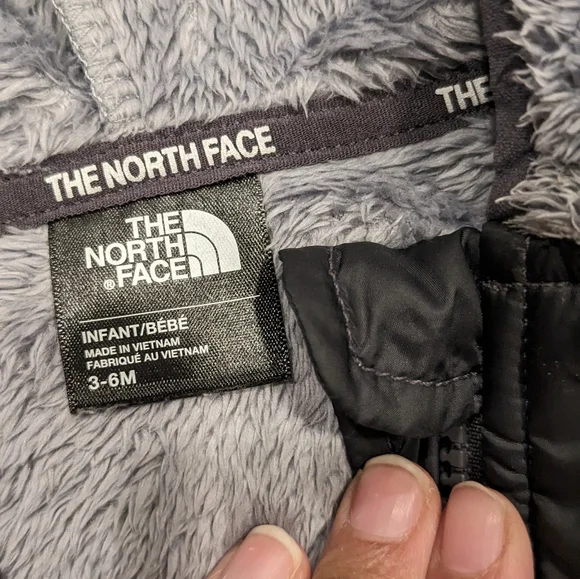 THE NORTH FACE
THE
THE
NORTH
FACE
®
INFANT/BÉBÉ
MADE IN VIETNAM
FABRIQUÉ AU VIETNAM
3-6M